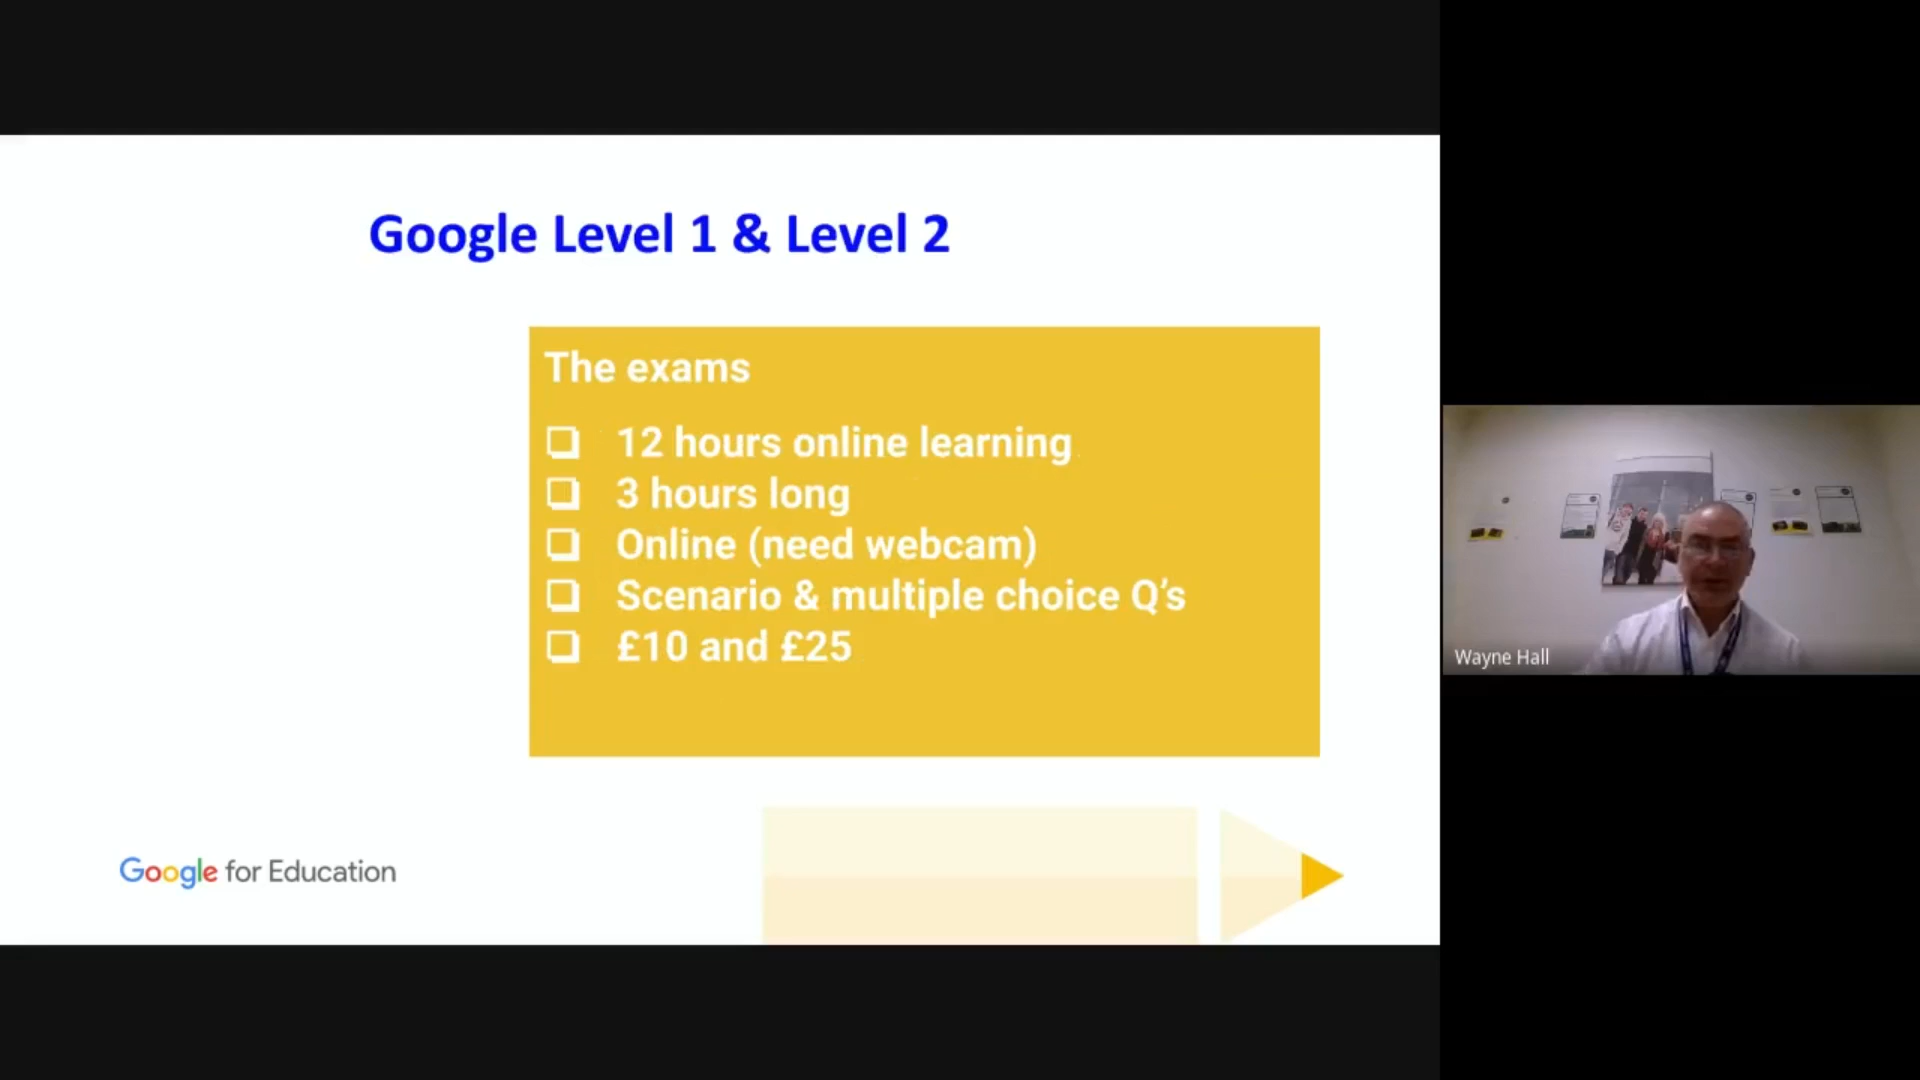 Google Level 1 & Level 2
The exams
12 hours online learning
3 hours long
Online (need webcam)
Scenario & multiple choice Q's
£10 and £25
Google for Education
Wayne Hall